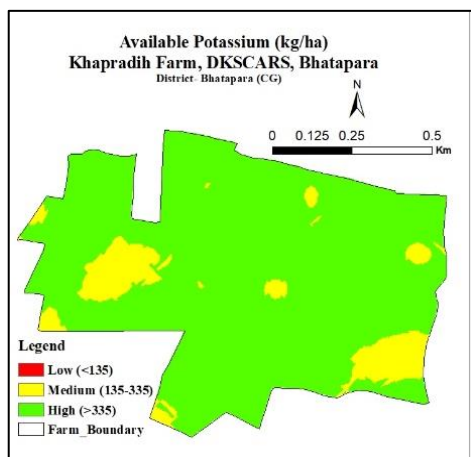 Available Potassium (kg/ha)
Khapradih Farm, DKSCARS, Bhatapara
District- Bhatapara (CG)
N
0 0.125 0.25 0.5
Km
Legend
Low (<135)
Medium (135-335)
High (>335)
Farm_Boundary